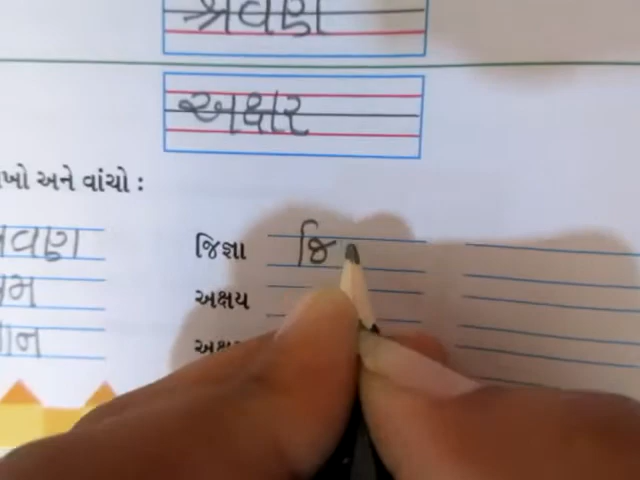 શ્રવણ
અક્ષર
ખો અને વાંચો :
વણ જિજ્ઞા જિ
મ અક્ષય
ન